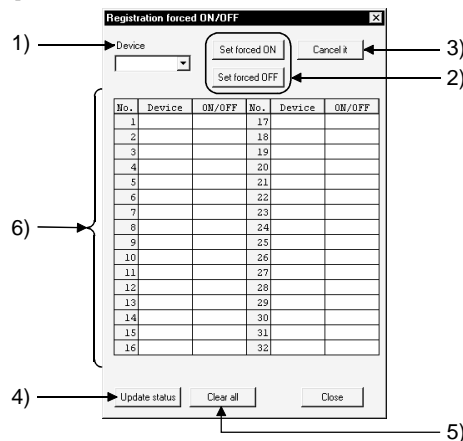 Registration forced ON/OFF
1)
Device
Set forced ON
Cancel it
3)
Set forced OFF
2)
No. Device ON/OFF No. Device ON/OFF
1 17
2 18
3 19
4 20
5 21
6 22
7 23
6)
8 24
9 25
10 26
11 27
12 28
13 29
14 30
15 31
16 32
4)
Update status
Clear all
Close
5)